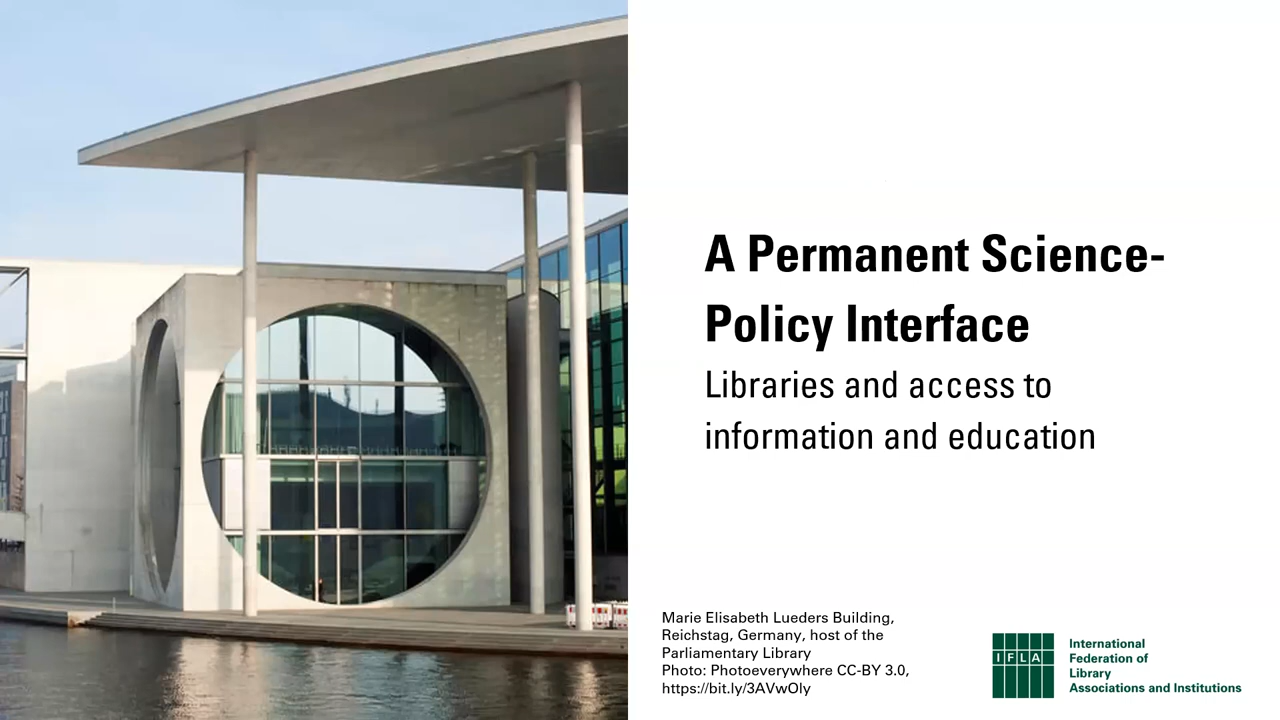 A Permanent Science-
Policy Interface
Libraries and access to
information and education
Marie Elisabeth Lueders Building,
Reichstag, Germany, host of the
Parliamentary Library
Photo: Photoeverywhere CC-BY 3.0,
https://bit.ly/3AVwOly
IFLA
International
Federation of
Library
Associations and Institutions